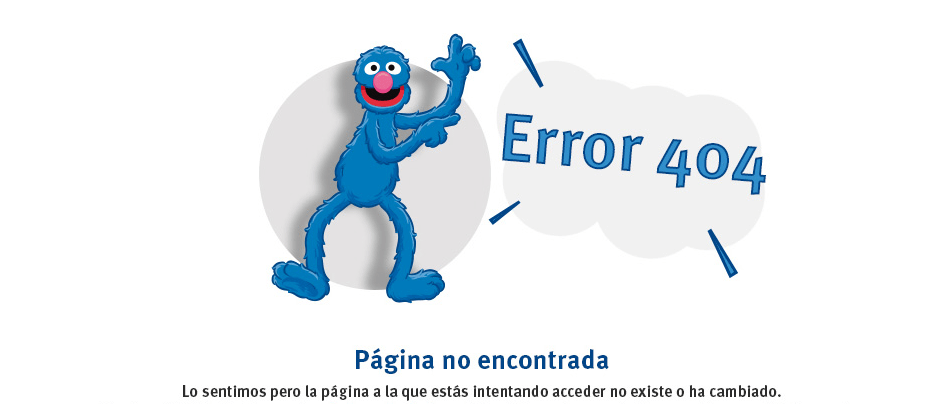 Error 404
Página no encontrada
Lo sentimos pero la página a la que estás intentando acceder no existe o ha cambiado.